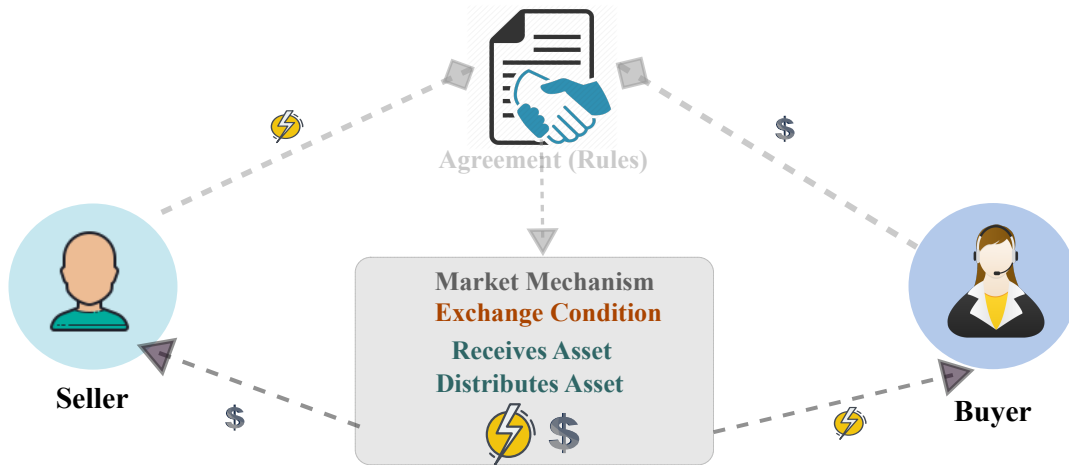 $
Agreement (Rules)
Market Mechanism
Exchange Condition
Receives Asset
Distributes Asset
Seller
$
$
Buyer